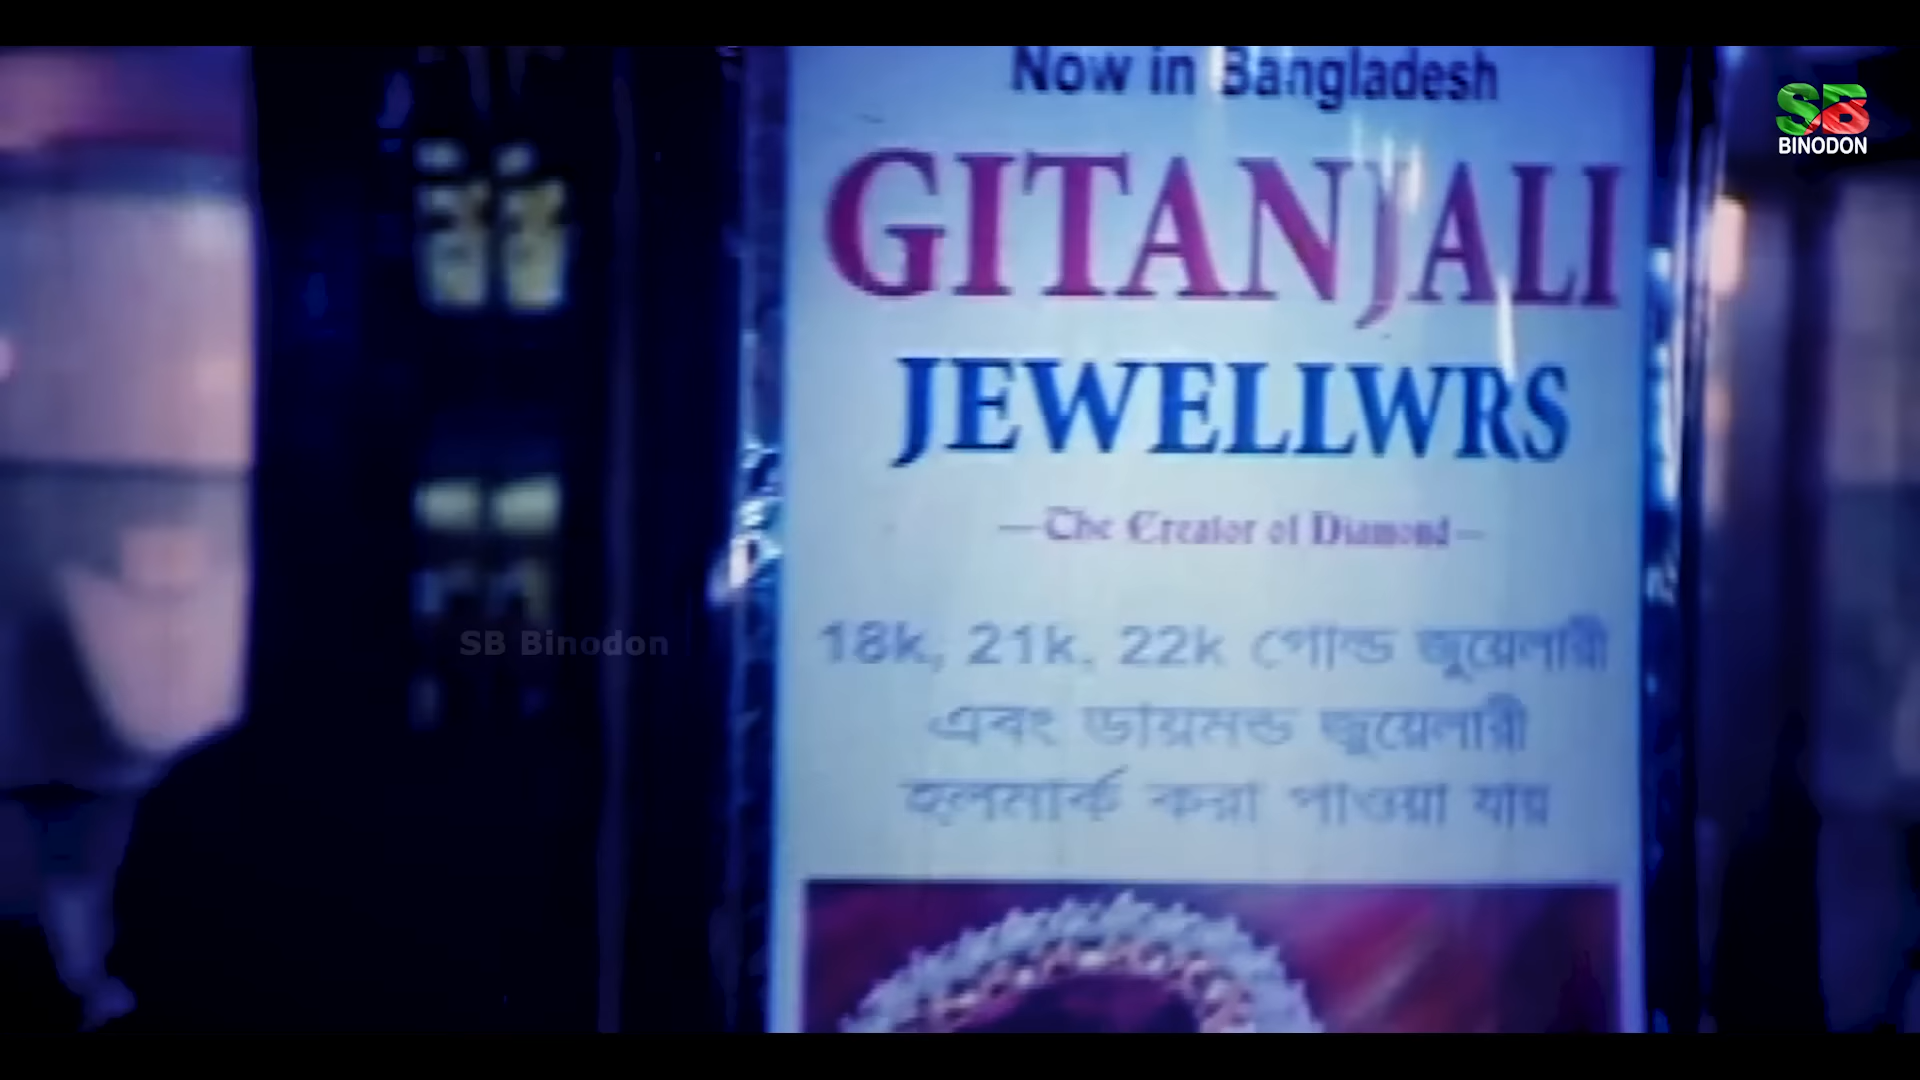 Now in Bangladesh
GITANJALI
JEWELLWRS
—The Creator of Diamond—
18k, 21k, 22k গোল্ড জুয়েলারী
এবং ডায়মন্ড জুয়েলারী
হলমার্ক করা পাওয়া যায়
SB
BINODON
SB Binodon